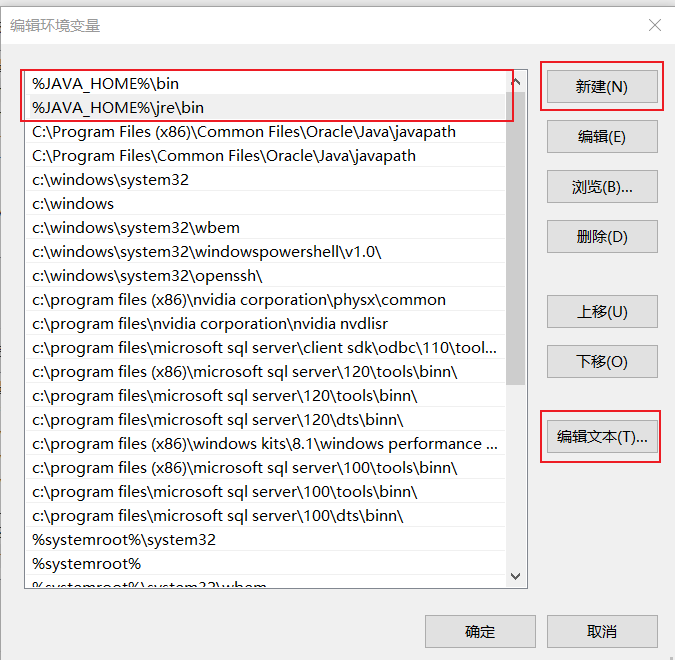 编辑环境变量
%JAVA_HOME%\bin
%JAVA_HOME%\jre\bin
C:\Program Files (x86)\Common Files\Oracle\Java\javapath
C:\Program Files\Common Files\Oracle\Java\javapath
c:\windows\system32
c:\windows
c:\windows\system32\wbem
c:\windows\system32\windowspowershell\v1.0\
c:\windows\system32\openssh\
c:\program files (x86)\nvidia corporation\physx\common
c:\program files\nvidia corporation\nvidia nvdlisr
c:\program files\microsoft sql server\client sdk\odbc\110\tool...
c:\program files (x86)\microsoft sql server\120\tools\binn\
c:\program files\microsoft sql server\120\tools\binn\
c:\program files\microsoft sql server\120\dts\binn\
c:\program files (x86)\windows kits\8.1\windows performance ...
c:\program files (x86)\microsoft sql server\100\tools\binn\
c:\program files\microsoft sql server\100\tools\binn\
c:\program files\microsoft sql server\100\dts\binn\
%systemroot%\system32
%systemroot%
%systemroot%\system32\wbem
新建(N)
编辑(E)
浏览(B)...
删除(D)
上移(U)
下移(O)
编辑文本(T)...
确定
取消